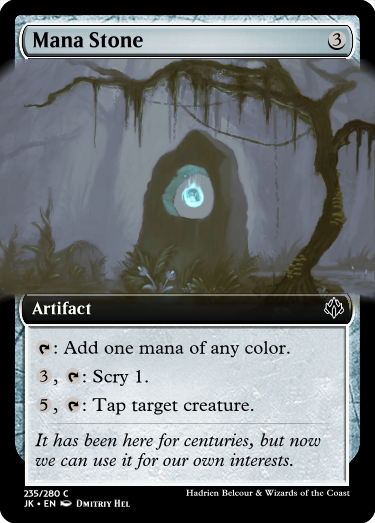 Mana Stone 3
Artifact
: Add one mana of any color.
3, : Scry 1.
5, : Tap target creature.
It has been here for centuries, but now
we can use it for our own interests.
235/280 C
JK • EN Dmitriy Hel
Hadrien Belcour & Wizards of the Coast